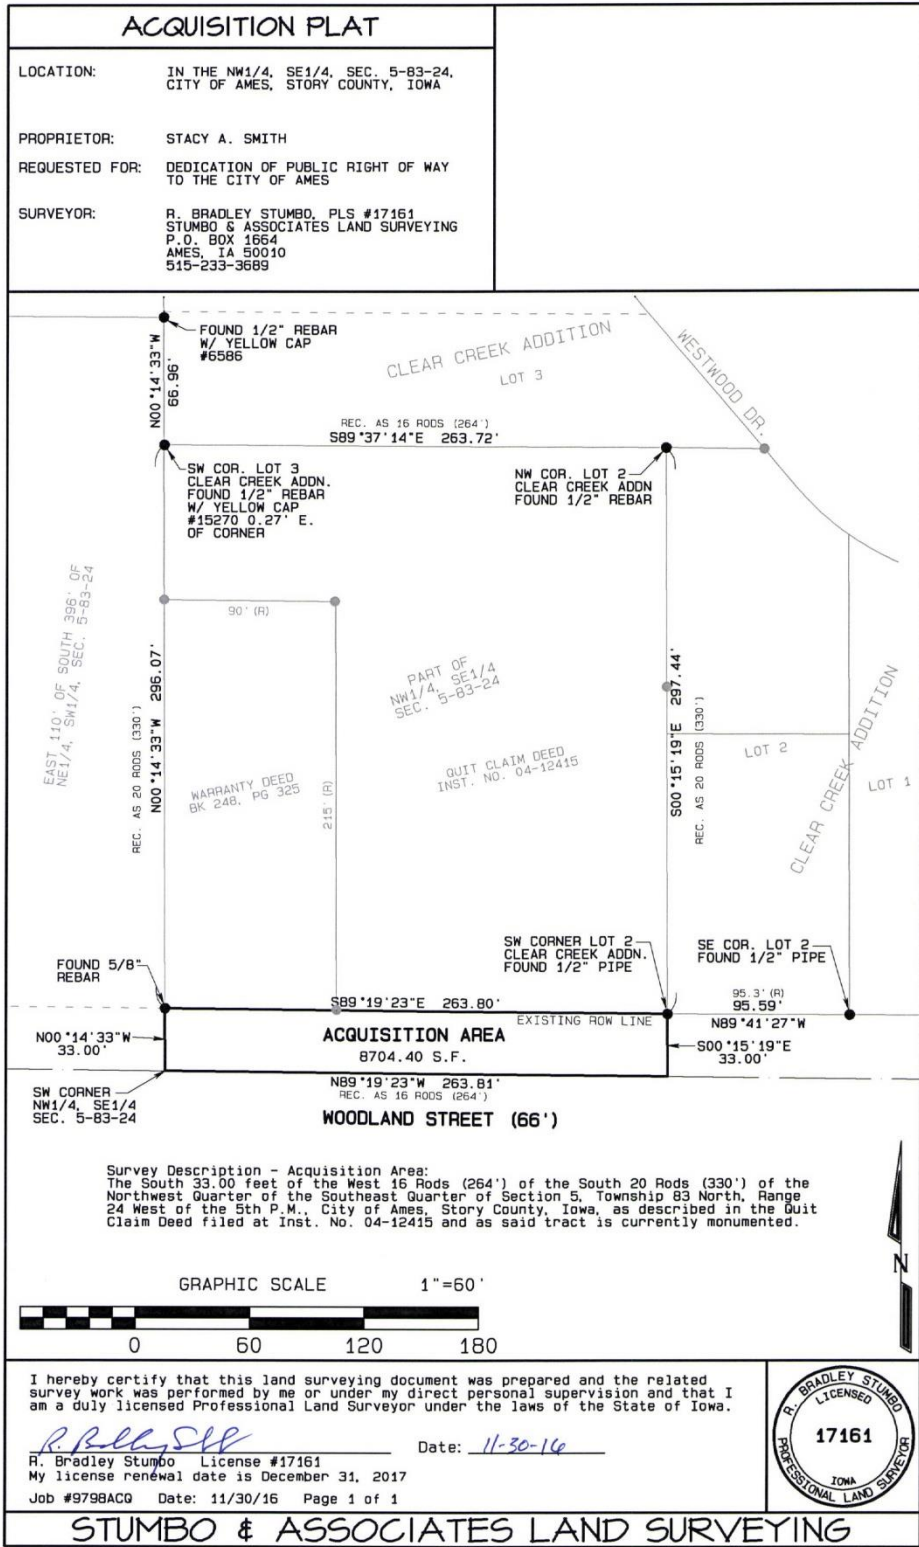 ACQUISITION PLAT
LOCATION: IN THE NW1/4, SE1/4, SEC. 5-83-24,
CITY OF AMES, STORY COUNTY, IOWA
PROPRIETOR: STACY A. SMITH
REQUESTED FOR: DEDICATION OF PUBLIC RIGHT OF WAY
TO THE CITY OF AMES
SURVEYOR: R. BRADLEY STUMBO, PLS #17161
STUMBO & ASSOCIATES LAND SURVEYING
P.O. BOX 1664
AMES, IA 50010
515-233-3689
N00°14'33"W
66.96'
FOUND 1/2" REBAR
W/ YELLOW CAP
#6586
CLEAR CREEK ADDITION
LOT 3
WESTWOOD DR.
REC. AS 16 RODS (264')
S89°37'14"E 263.72'
SW COR. LOT 3
CLEAR CREEK ADDN.
FOUND 1/2" REBAR
W/ YELLOW CAP
#15270 0.27' E.
OF CORNER
NW COR. LOT 2
CLEAR CREEK ADDN
FOUND 1/2" REBAR
EAST 110' OF SOUTH 396' OF
NE1/4, SW1/4, SEC. 5-83-24
90' (R)
REC. AS 20 RODS (330')
N00°14'33"W 296.07'
PART OF
NW1/4, SE1/4
SEC. 5-83-24
S00°15'19"E 297.44'
REC. AS 20 RODS (330')
WARRANTY DEED
BK 248, PG 325
215' (R)
QUIT CLAIM DEED
INST. NO. 04-12415
LOT 2
CLEAR CREEK ADDITION
LOT 1
FOUND 5/8"
REBAR
SW CORNER LOT 2
CLEAR CREEK ADDN.
FOUND 1/2" PIPE
SE COR. LOT 2
FOUND 1/2" PIPE
S89°19'23"E 263.80'
95.3' (R)
95.59'
N89°41'27"W
EXISTING ROW LINE
N00°14'33"W
33.00'
ACQUISITION AREA
8704.40 S.F.
S00°15'19"E
33.00'
SW CORNER
NW1/4, SE1/4
SEC. 5-83-24
N89°19'23"W 263.81'
REC. AS 16 RODS (264')
WOODLAND STREET (66')
Survey Description - Acquisition Area:
The South 33.00 feet of the West 16 Rods (264') of the South 20 Rods (330') of the
Northwest Quarter of the Southeast Quarter of Section 5, Township 83 North, Range
24 West of the 5th P.M., City of Ames, Story County, Iowa, as described in the Quit
Claim Deed filed at Inst. No. 04-12415 and as said tract is currently monumented.
N
GRAPHIC SCALE 1"=60'
0 60 120 180
I hereby certify that this land surveying document was prepared and the related
survey work was performed by me or under my direct personal supervision and that I
am a duly licensed Professional Land Surveyor under the laws of the State of Iowa.
Date: 11-30-16
R. Bradley Stumbo License #17161
My license renewal date is December 31, 2017
Job #9798ACQ Date: 11/30/16 Page 1 of 1
R. BRADLEY STUMBO
LICENSED
17161
IOWA
PROFESSIONAL LAND SURVEYOR
STUMBO & ASSOCIATES LAND SURVEYING